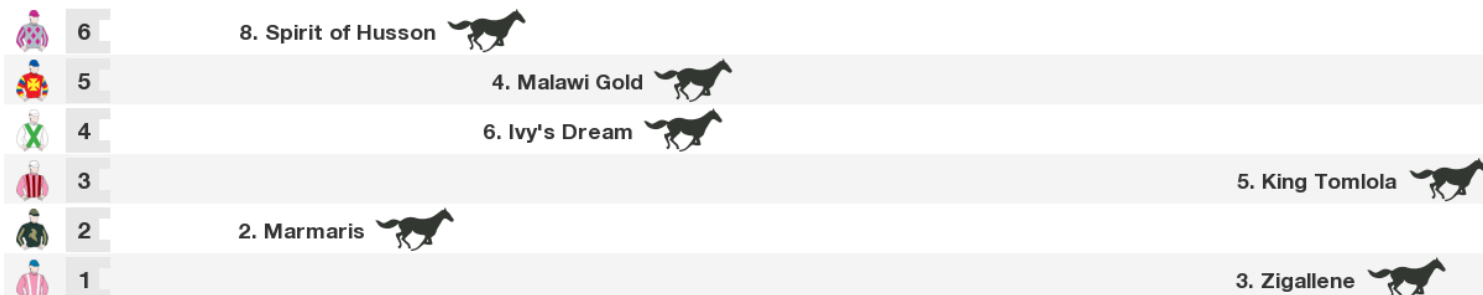 6 8. Spirit of Husson
5 4. Malawi Gold
4 6. Ivy's Dream
3 5. King Tomlola
2 2. Marmaris
1 3. Zigallene